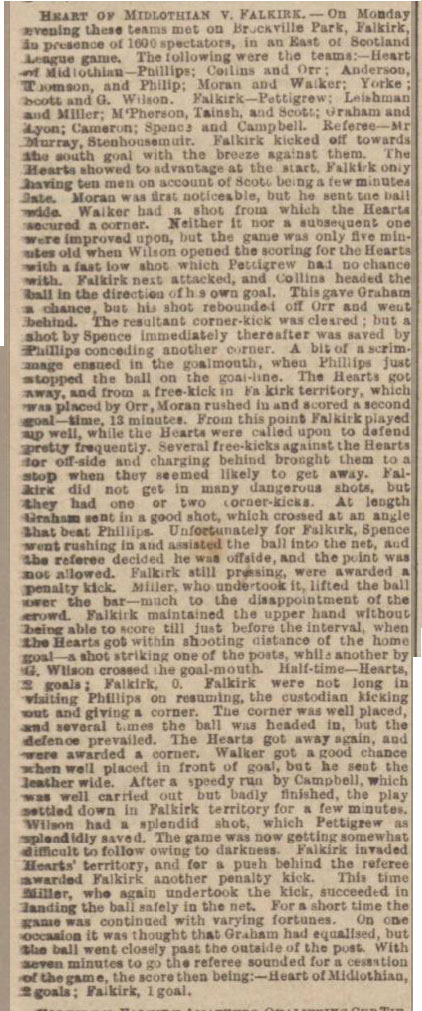 HEART OF MIDLOTHIAN V. FALKIRK.—On Monday
evening these teams met on Brockville Park, Falkirk,
in presence of 1600 spectators, in an East of Scotland
League game. The following were the teams:—Heart
of Midlothian—Phillips; Collins and Orr; Anderson,
Thomson, and Philip; Moran and Walker; Yorke;
Scott and G. Wilson. Falkirk—Pettigrew; Leishman
and Miller; M'Pherson, Tainsh, and Scott; Graham and
Lyon; Cameron; Spence and Campbell. Referee—Mr
Murray, Stenhousemuir. Falkirk kicked off towards
the south goal with the breeze against them. The
Hearts showed to advantage at the start, Falkirk only
having ten men on account of Scott being a few minutes
late. Moran was first noticeable, but he sent the ball
wide. Walker had a shot from which the Hearts
secured a corner. Neither it nor a subsequent one
were improved upon, but the game was only five min-
utes old when Wilson opened the scoring for the Hearts
with a fast low shot which Pettigrew had no chance
with. Falkirk next attacked, and Collins headed the
ball in the direction of his own goal. This gave Graham
a chance, but his shot rebounded off Orr and went
behind. The resultant corner-kick was cleared; but a
shot by Spence immediately thereafter was saved by
Phillips conceding another corner. A bit of a scrim-
mage ensued in the goalmouth, when Phillips just
stopped the ball on the goal-line. The Hearts got
away, and from a free-kick in Fa kirk territory, which
was placed by Orr, Moran rushed in and scored a second
goal—time, 13 minutes. From this point Falkirk played
up well, while the Hearts were called upon to defend
pretty frequently. Several free-kicks against the Hearts
for off-side and charging behind brought them to a
stop when they seemed likely to get away. Fal-
kirk did not get in many dangerous shots, but
they had one or two corner-kicks. At length
Graham sent in a good shot, which crossed at an angle
that beat Phillips. Unfortunately for Falkirk, Spence
went rushing in and assisted the ball into the net, and
the referee decided he was offside, and the point was
not allowed. Falkirk still pressing, were awarded a
penalty kick. Miller, who undertook it, lifted the ball
over the bar—much to the disappointment of the
crowd. Falkirk maintained the upper hand without
being able to score till just before the interval, when
the Hearts got within shooting distance of the home
goal—a shot striking one of the posts, while another by
G. Wilson crossed the goal-mouth. Half-time—Hearts,
2 goals; Falkirk, 0. Falkirk were not long in
visiting Phillips on resuming, the custodian kicking
out and giving a corner. The corner was well placed,
and several times the ball was headed in, but the
defence prevailed. The Hearts got away again, and
were awarded a corner. Walker got a good chance
when well placed in front of goal, but he sent the
leather wide. After a speedy run by Campbell, which
was well carried out but badly finished, the play
settled down in Falkirk territory for a few minutes.
Wilson had a splendid shot, which Pettigrew as
splendidly saved. The game was now getting somewhat
difficult to follow owing to darkness. Falkirk invaded
Hearts' territory, and for a push behind the referee
awarded Falkirk another penalty kick. This time
Miller, who again undertook the kick, succeeded in
landing the ball safely in the net. For a short time the
game was continued with varying fortunes. On one
occasion it was thought that Graham had equalised, but
the ball went closely past the outside of the post. With
seven minutes to go the referee sounded for a cessation
of the game, the score then being:—Heart of Midlothian,
2 goals; Falkirk, 1 goal.